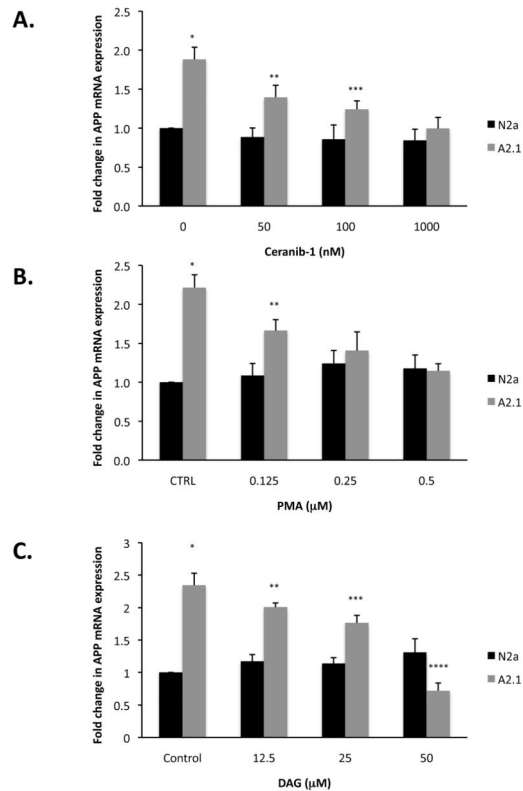 A.
Fold change in APP mRNA expression
2.5
2.0
1.5
1.0
0.5
0.0
*
**
***
0 50 100 1000
Ceranib-1 (nM)
N2a
A2.1
B.
Fold change in APP mRNA expression
2.5
2.0
1.5
1.0
0.5
0.0
*
**
CTRL 0.125 0.25 0.5
PMA (μM)
N2a
A2.1
C.
Fold change in APP mRNA expression
3
2.5
2
1.5
1
0.5
0
*
**
***
****
Control 12.5 25 50
DAG (μM)
N2a
A2.1